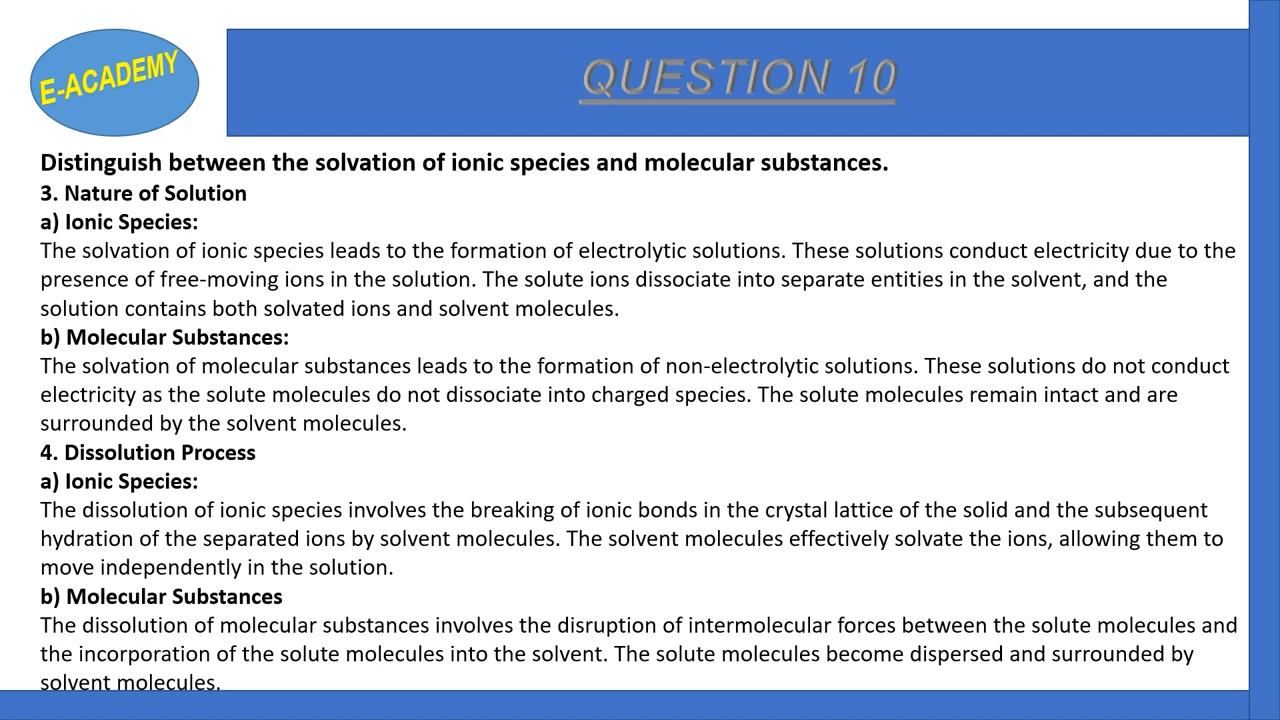 E-ACADEMY
QUESTION 10
Distinguish between the solvation of ionic species and molecular substances.
3. Nature of Solution
a) Ionic Species:
The solvation of ionic species leads to the formation of electrolytic solutions. These solutions conduct electricity due to the
presence of free-moving ions in the solution. The solute ions dissociate into separate entities in the solvent, and the
solution contains both solvated ions and solvent molecules.
b) Molecular Substances:
The solvation of molecular substances leads to the formation of non-electrolytic solutions. These solutions do not conduct
electricity as the solute molecules do not dissociate into charged species. The solute molecules remain intact and are
surrounded by the solvent molecules.
4. Dissolution Process
a) Ionic Species:
The dissolution of ionic species involves the breaking of ionic bonds in the crystal lattice of the solid and the subsequent
hydration of the separated ions by solvent molecules. The solvent molecules effectively solvate the ions, allowing them to
move independently in the solution.
b) Molecular Substances
The dissolution of molecular substances involves the disruption of intermolecular forces between the solute molecules and
the incorporation of the solute molecules into the solvent. The solute molecules become dispersed and surrounded by
solvent molecules.